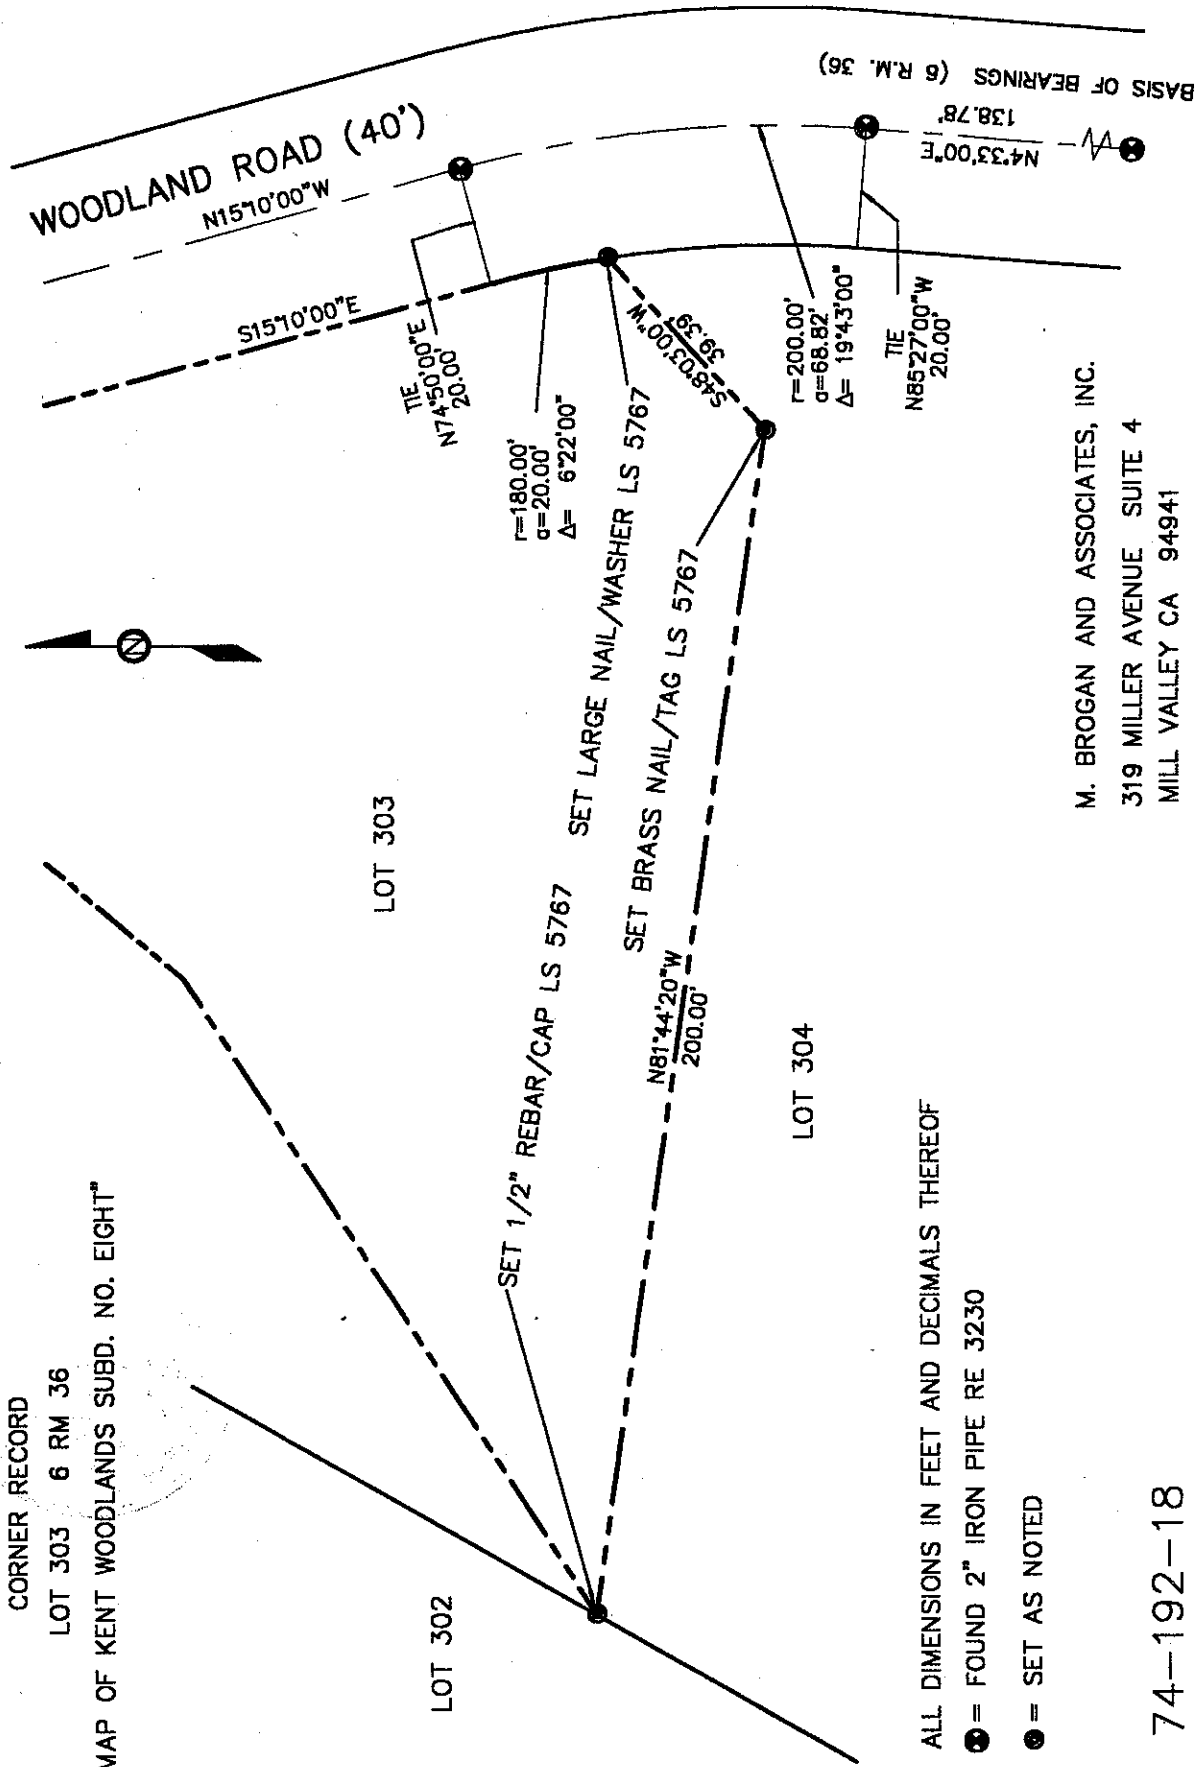 CORNER RECORD
LOT 303 6 RM 36
MAP OF KENT WOODLANDS SUBD. NO. EIGHT"
WOODLAND ROAD (40')
N15°10'00"W
S15°10'00"E
TIE
N74°50'00"E
20.00'
r=180.00'
a=20.00'
Δ= 6°22'00"
S48°03'00"W
39.39'
r=200.00'
a=68.82'
Δ= 19°43'00"
TIE
N85°27'00"W
20.00'
BASIS OF BEARINGS (6 R.M. 36)
N4°33'00"E
138.78'
N
LOT 303
SET LARGE NAIL/WASHER LS 5767
SET BRASS NAIL/TAG LS 5767
SET 1/2" REBAR/CAP LS 5767
N81°44'20"W
200.00'
LOT 302
LOT 304
ALL DIMENSIONS IN FEET AND DECIMALS THEREOF
= FOUND 2" IRON PIPE RE 3230
= SET AS NOTED
M. BROGAN AND ASSOCIATES, INC.
319 MILLER AVENUE SUITE 4
MILL VALLEY CA 94941
74-192-18